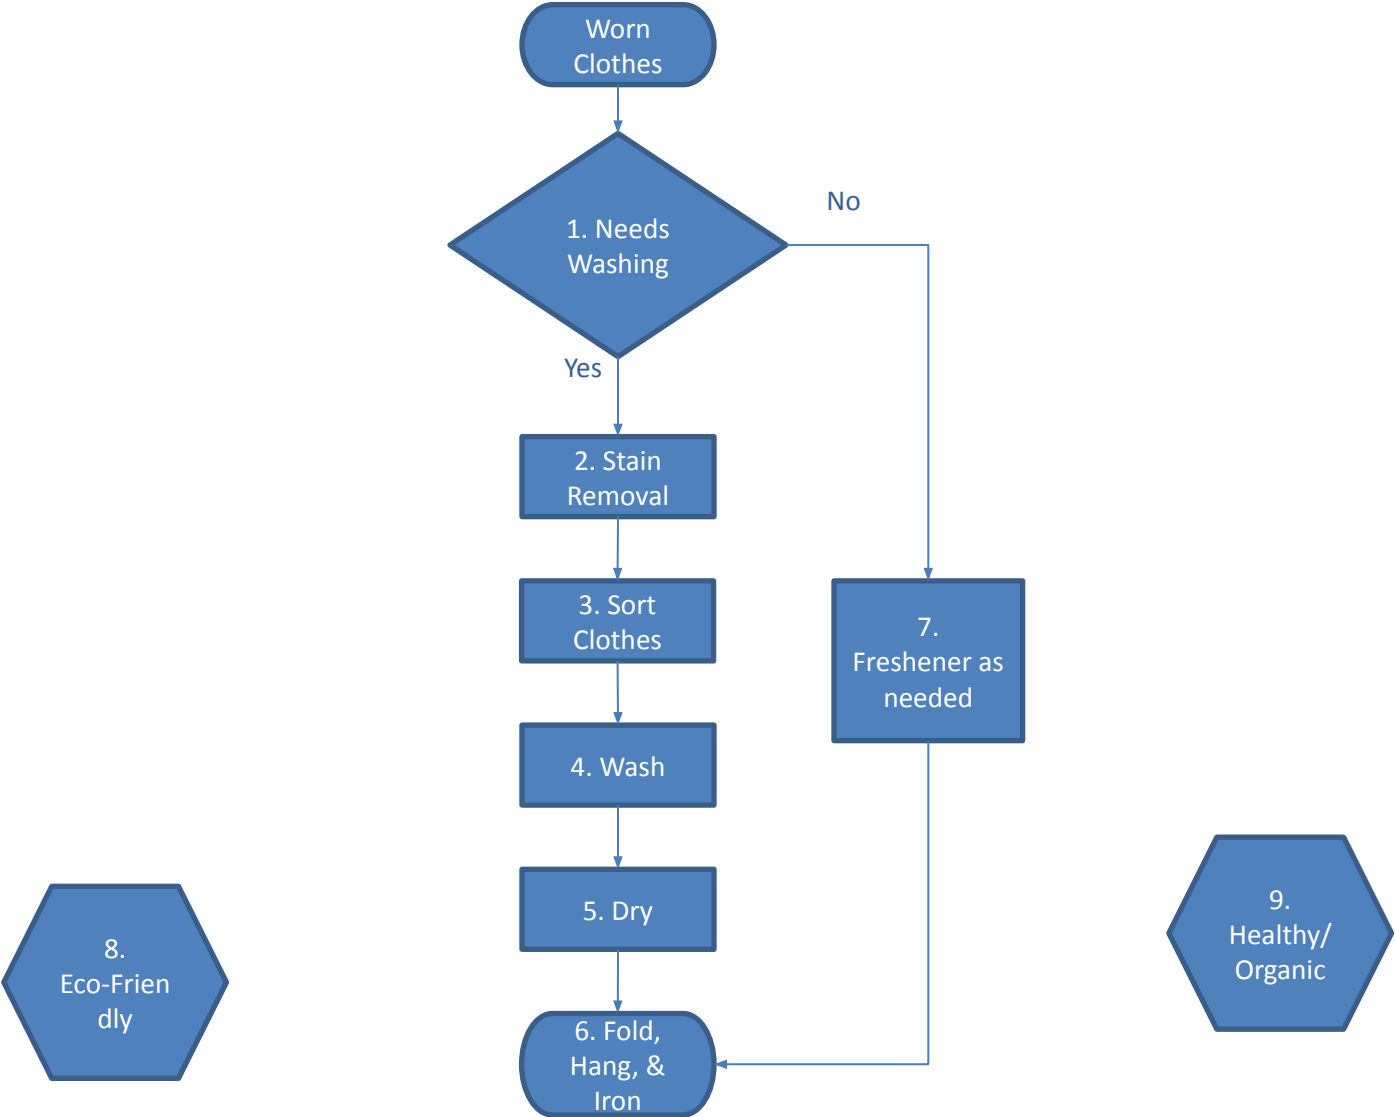 Worn
Clothes
1. Needs
Washing
No
Yes
2. Stain
Removal
3. Sort
Clothes
7.
Freshener as
needed
4. Wash
5. Dry
8.
Eco-Frien
dly
9.
Healthy/
Organic
6. Fold,
Hang, &
Iron